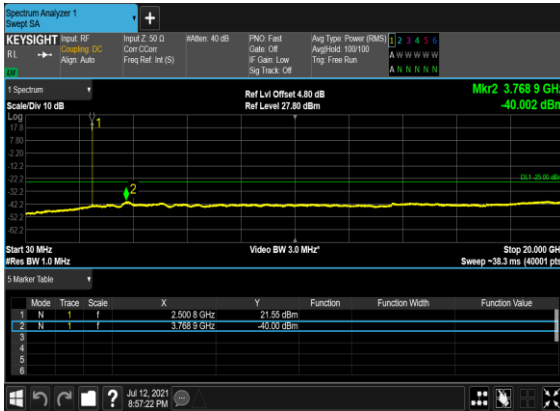 Spectrum Analyzer 1
Swept SA
KEYSIGHT Input: RF Input Z: 50 Ω #Atten: 40 dB PNO: Fast Avg Type: Power (RMS) 1 2 3 4 5 6
RL Coupling: DC Corr CCorr Gate: Off Avg|Hold: 100/100 A W W W W W
Align: Auto Freq Ref: Int (S) IF Gain: Low Trig: Free Run
Sig Track: Off A N N N N N
1 Spectrum Ref Lvl Offset 4.80 dB Mkr2 3.768 9 GHz
Scale/Div 10 dB Ref Level 27.80 dBm -40.002 dBm
Log
17.8
7.80
-2.20
-12.2
-22.2
DL1 -25.00 dBm
-32.2
-42.2
-52.2
-62.2
1
2
Start 30 MHz Video BW 3.0 MHz* Stop 20.000 GHz
#Res BW 1.0 MHz Sweep ~38.3 ms (40001 pts)
5 Marker Table
Mode Trace Scale X Y Function Function Width Function Value
1 N 1 f 2.500 8 GHz 21.55 dBm
2 N 1 f 3.768 9 GHz -40.00 dBm
3
4
5
6
Jul 12, 2021
8:57:22 PM